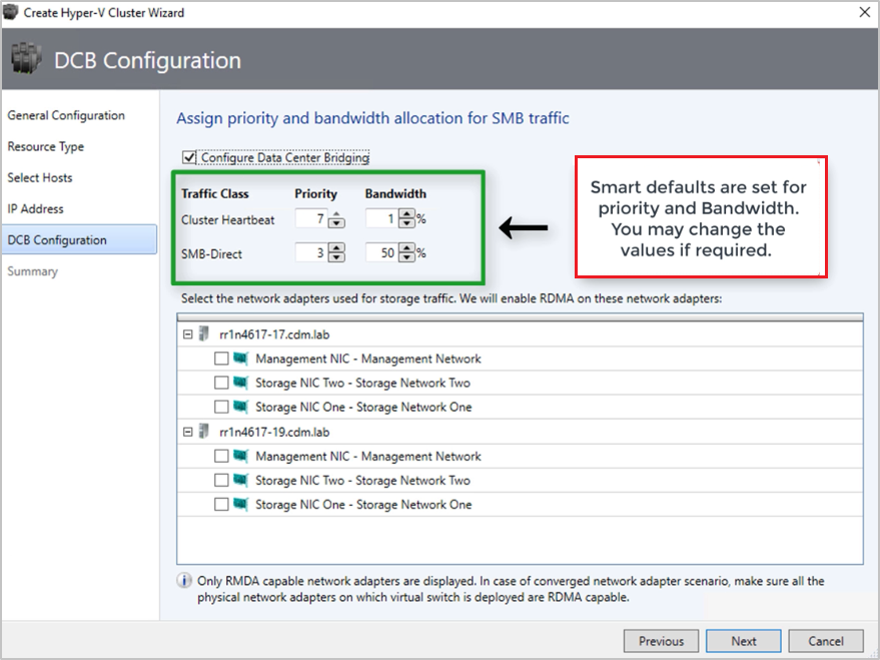 Create Hyper-V Cluster Wizard
DCB Configuration
General Configuration
Resource Type
Select Hosts
IP Address
DCB Configuration
Summary
Assign priority and bandwidth allocation for SMB traffic
Configure Data Center Bridging
Traffic Class Priority Bandwidth
Cluster Heartbeat 7 1 %
SMB-Direct 3 50 %
Smart defaults are set for
priority and Bandwidth.
You may change the
values if required.
Select the network adapters used for storage traffic. We will enable RDMA on these network adapters:
rr1n4617-17.cdm.lab
Management NIC - Management Network
Storage NIC Two - Storage Network Two
Storage NIC One - Storage Network One
rr1n4617-19.cdm.lab
Management NIC - Management Network
Storage NIC Two - Storage Network Two
Storage NIC One - Storage Network One
Only RMDA capable network adapters are displayed. In case of converged network adapter scenario, make sure all the
physical network adapters on which virtual switch is deployed are RDMA capable.
Previous Next Cancel